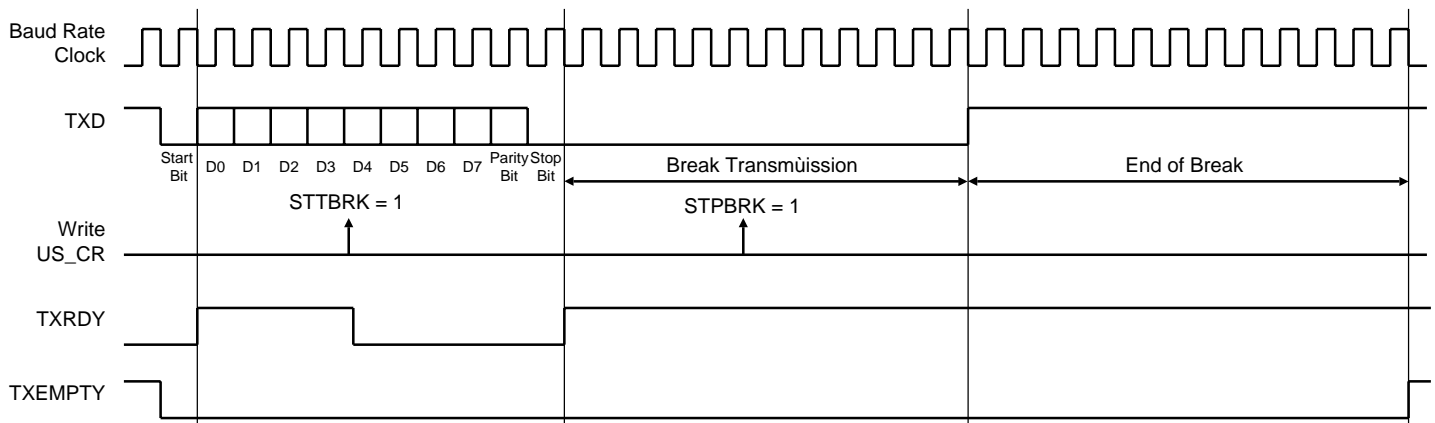 Baud Rate
Clock
TXD
Start
Bit
D0 D1 D2 D3 D4 D5 D6 D7
Parity
Bit
Stop
Bit
Break Transmùission
End of Break
STTBRK = 1
STPBRK = 1
Write
US_CR
TXRDY
TXEMPTY